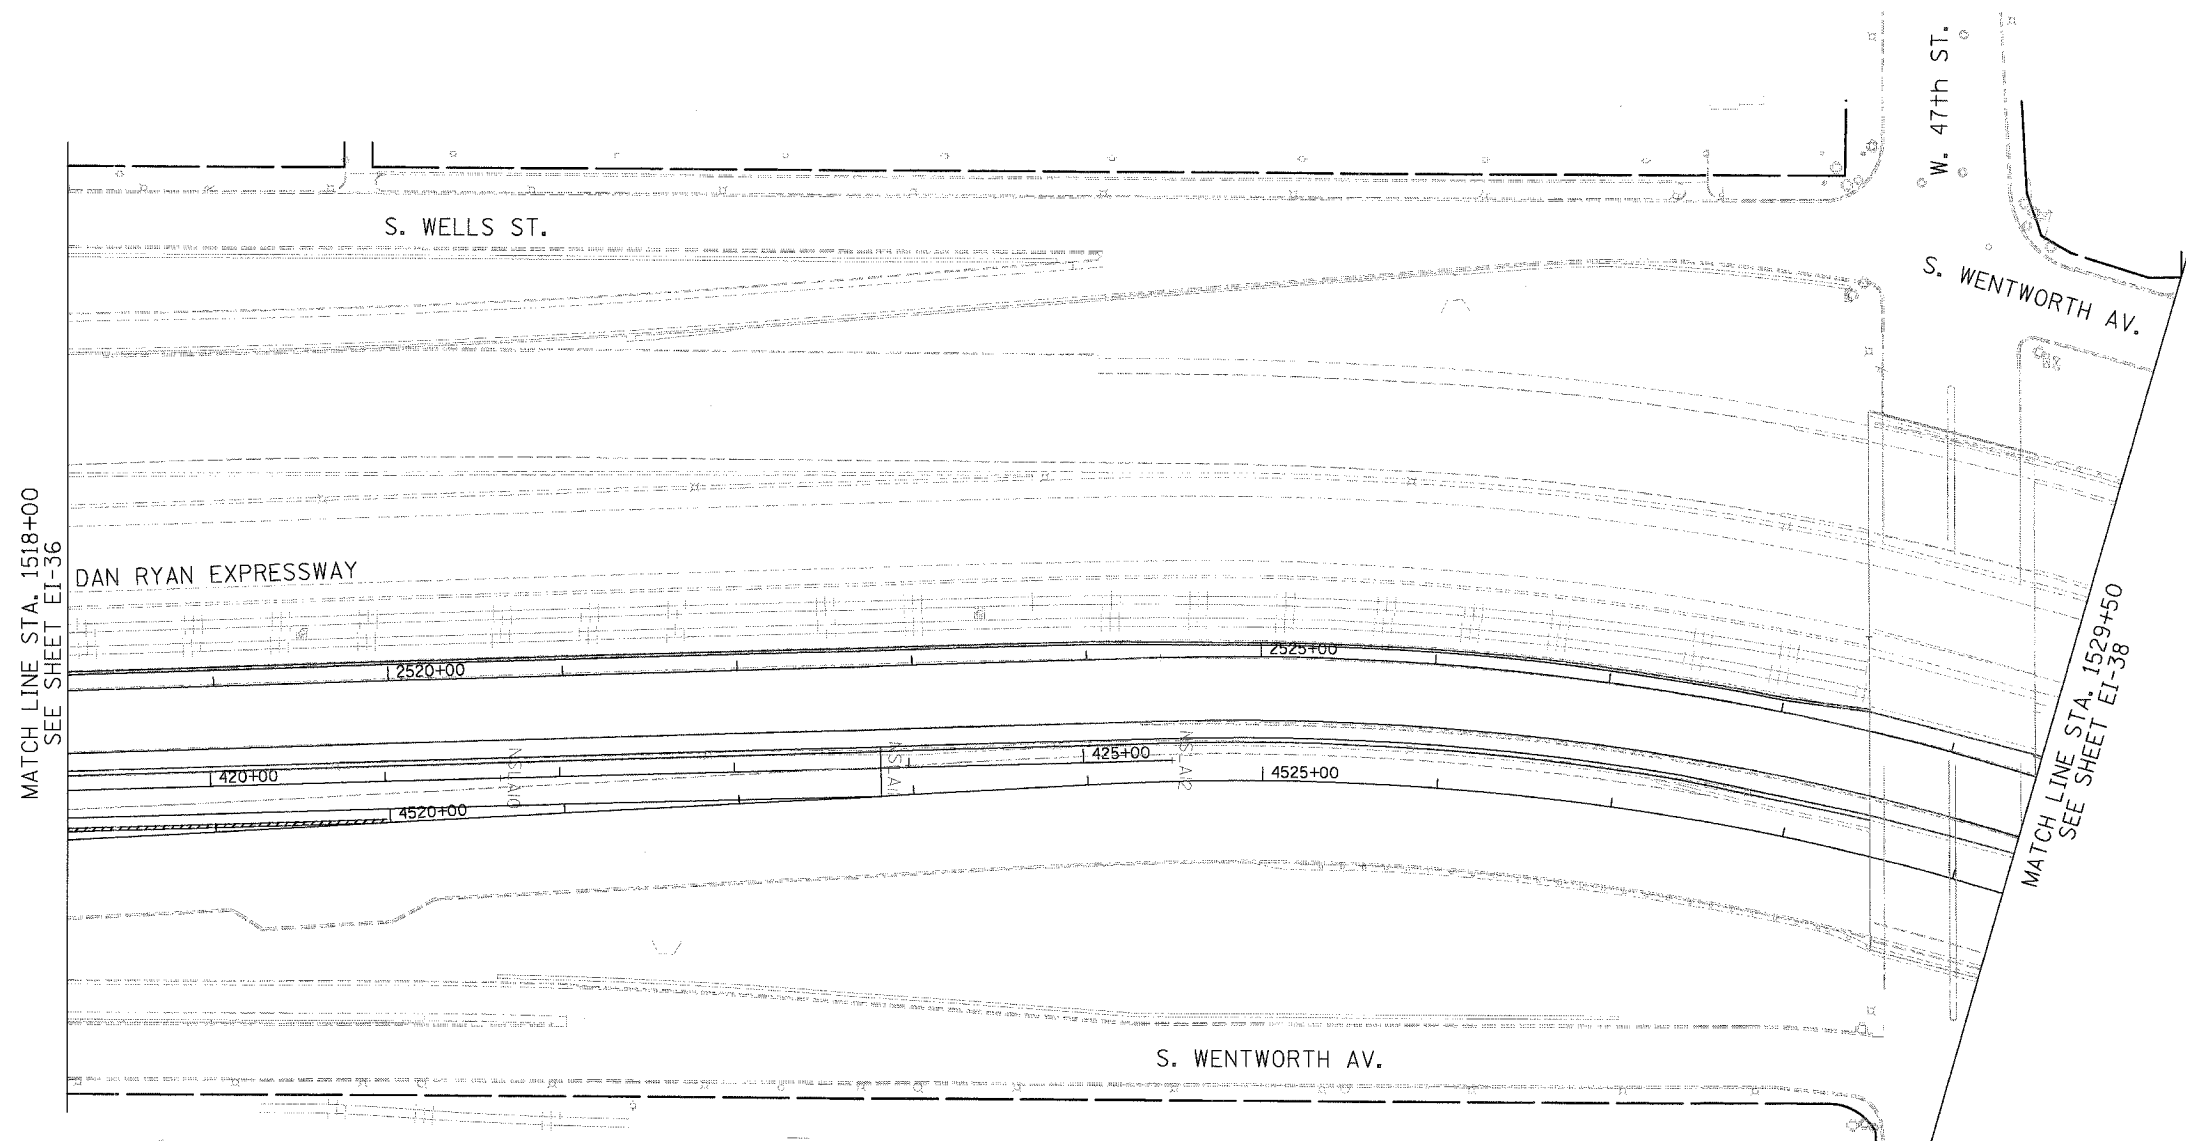 W. 47th ST.
S. WELLS ST.
S. WENTWORTH AV.
MATCH LINE STA. 1518+00
SEE SHEET EI-36
DAN RYAN EXPRESSWAY
MATCH LINE STA. 1529+50
SEE SHEET EI-38
2520+00
2525+00
420+00
425+00
4520+00
4525+00
S. WENTWORTH AV.